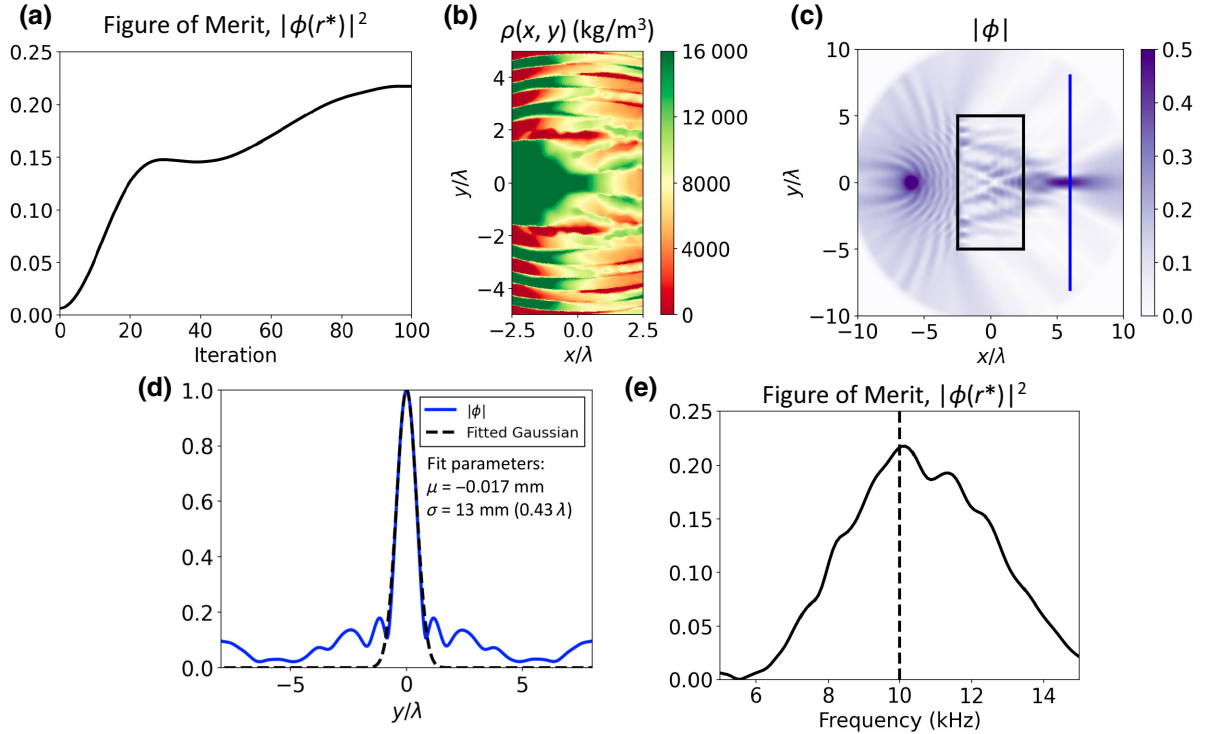 (a)
Figure of Merit, |ϕ(r*)|²
0.25
0.20
0.15
0.10
0.05
0.00
0 20 40 60 80 100
Iteration
(b)
ρ(x, y) (kg/m³)
4
2
0
−2
−4
y/λ
−2.5 0.0 2.5
x/λ
16 000
12 000
8000
4000
0
(c)
|ϕ|
10
5
0
−5
−10
y/λ
−10 −5 0 5 10
x/λ
0.5
0.4
0.3
0.2
0.1
0.0
(d)
1.0
0.8
0.6
0.4
0.2
0.0
−5 0 5
y/λ
|ϕ|
Fitted Gaussian
Fit parameters:
μ = −0.017 mm
σ = 13 mm (0.43 λ)
(e)
Figure of Merit, |ϕ(r*)|²
0.25
0.20
0.15
0.10
0.05
0.00
6 8 10 12 14
Frequency (kHz)